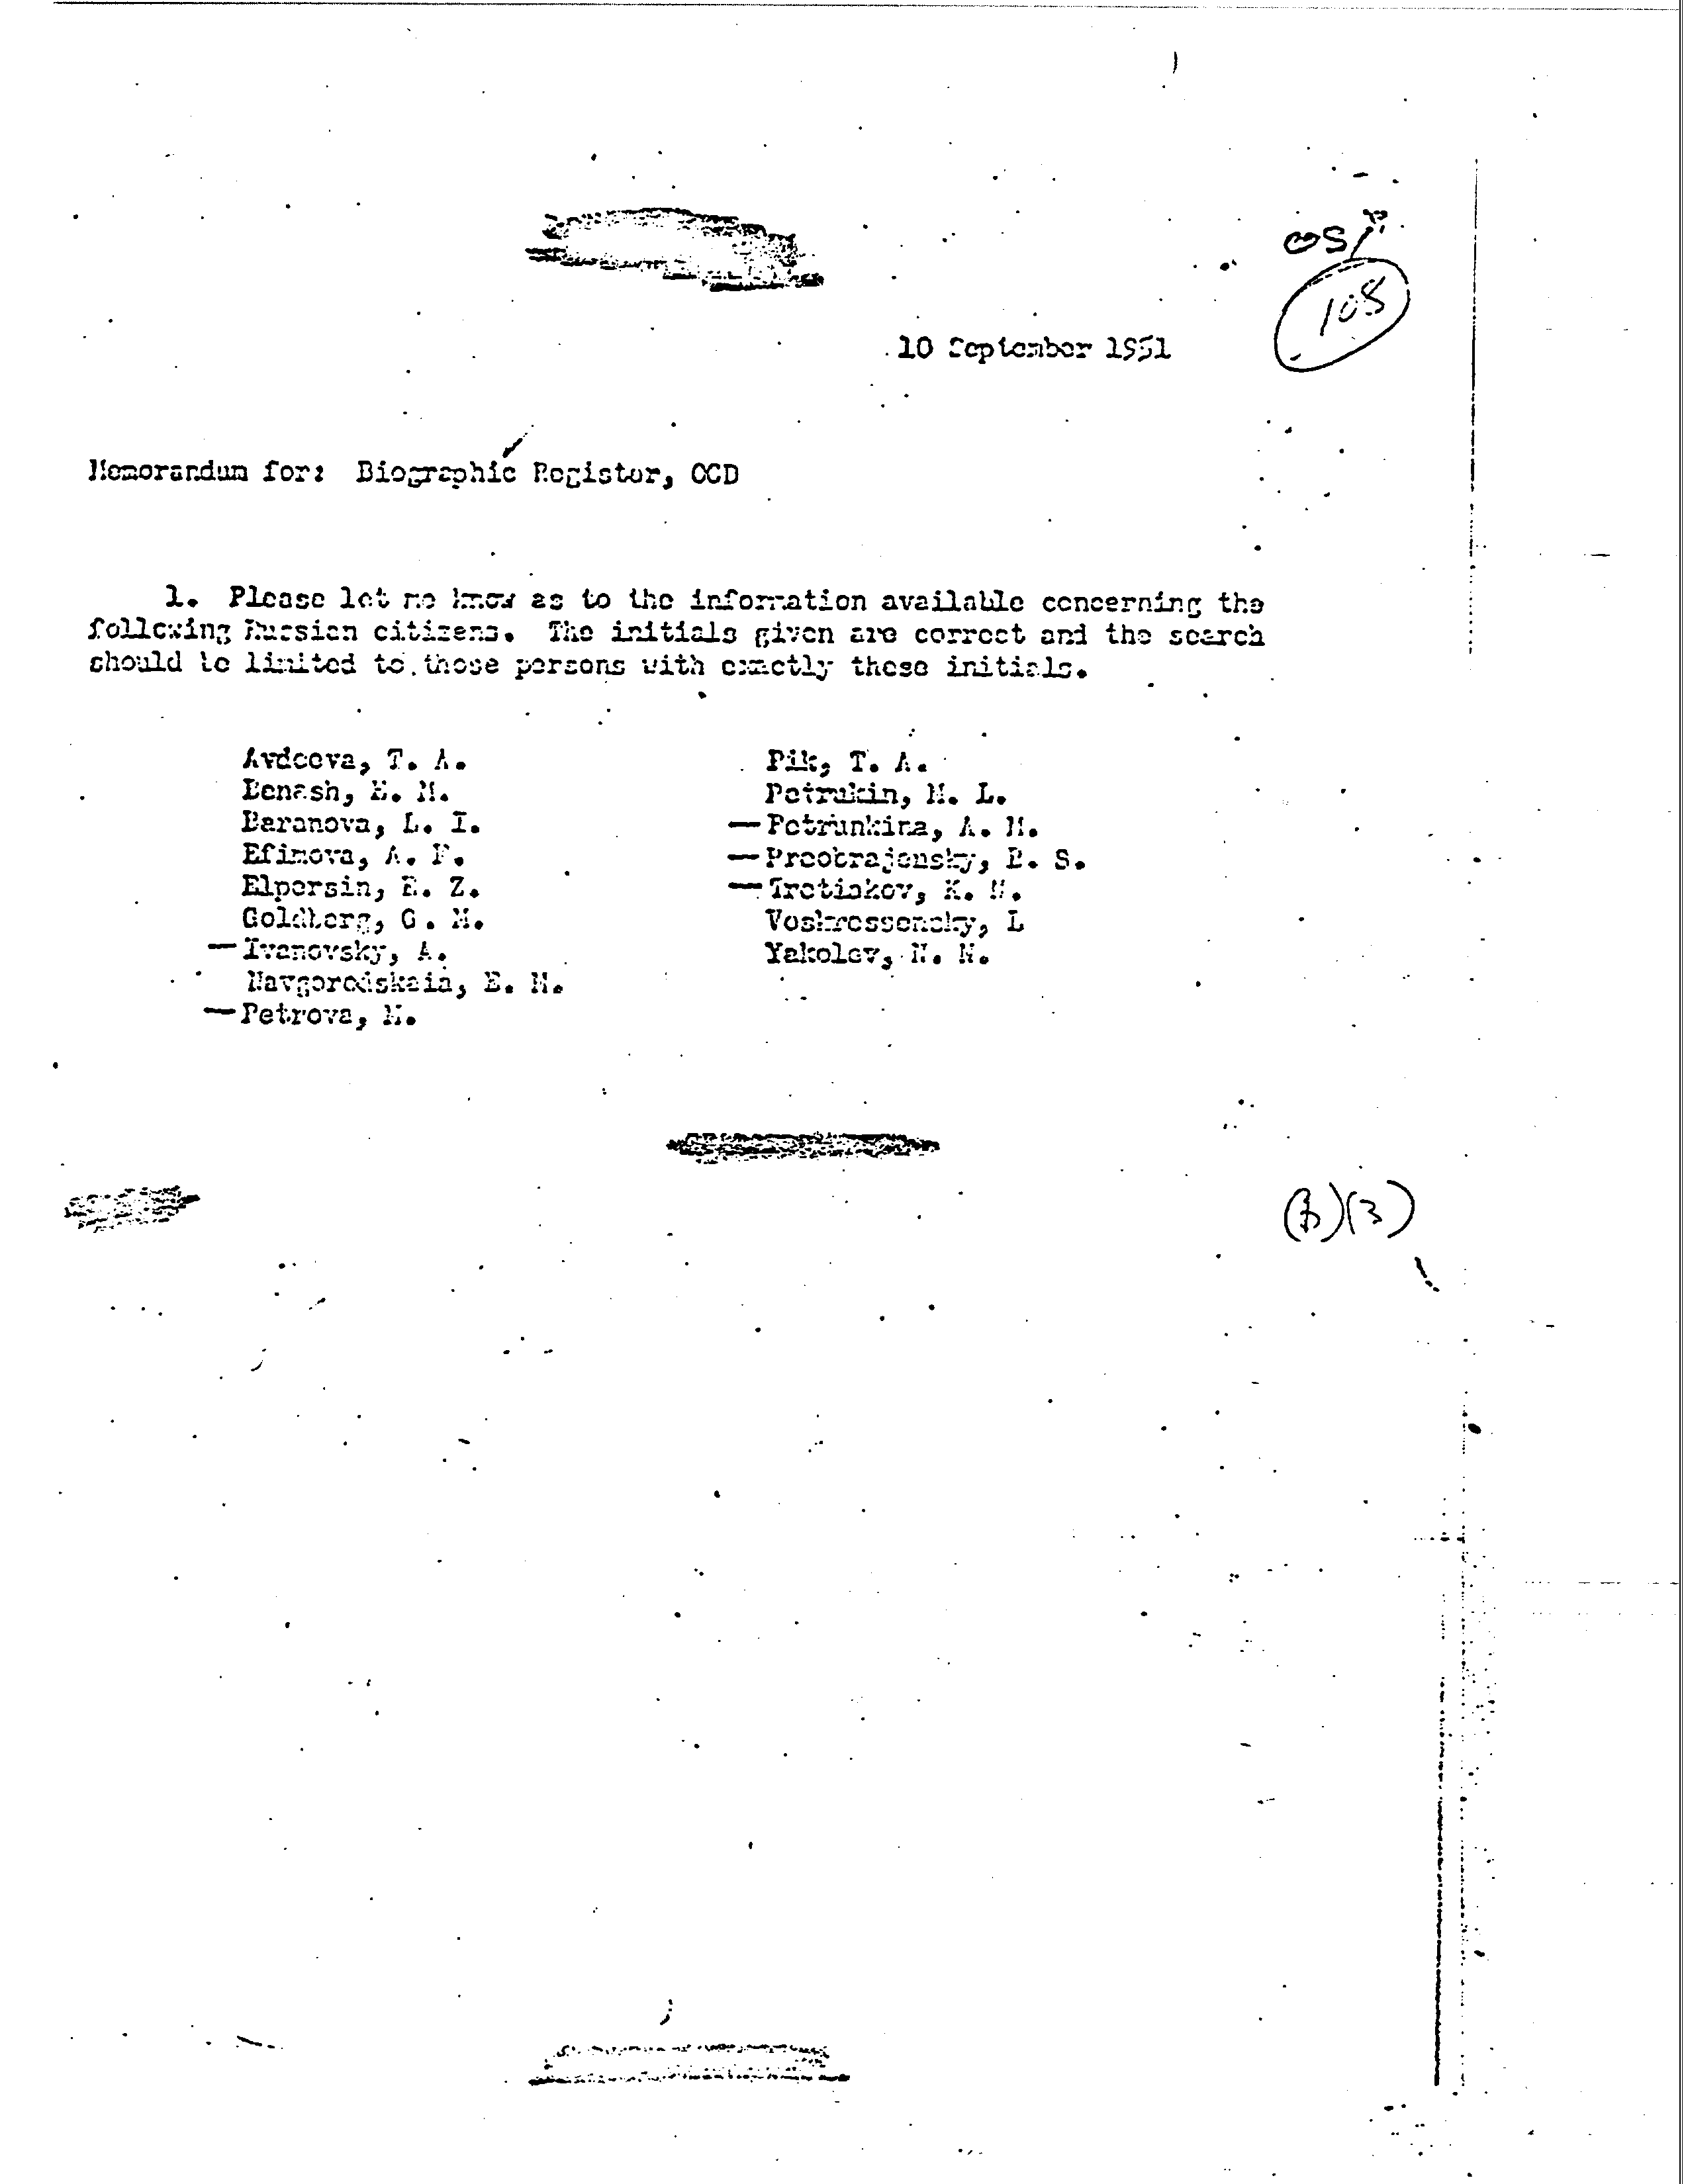 OS
108
10 September 1951
Memorandum for: Biographic Register, OCD
1. Please let me know as to the information available concerning the
following Russian citizens. The initials given are correct and the search
should be limited to those persons with exactly these initials.
Avdeeva, T. A.
Benash, E. M.
Baranova, L. I.
Efimova, A. F.
Elpersin, B. Z.
Goldberg, G. M.
— Ivanovsky, A.
Navgorodskaia, E. M.
— Petrova, M.
Pik, T. A.
Petrukin, M. L.
— Petrunkina, A. M.
— Preobrajensky, B. S.
— Tretiakov, K. N.
Voskressensky, L
Yakolev, N. N.
(B)(3)